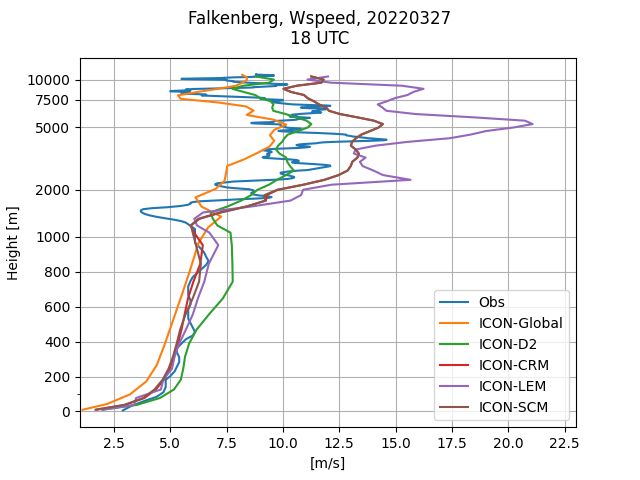 Falkenberg, Wspeed, 20220327
18 UTC
Height [m]
10000
7500
5000
2000
1000
800
600
400
200
0
2.5 5.0 7.5 10.0 12.5 15.0 17.5 20.0 22.5
[m/s]
Obs
ICON-Global
ICON-D2
ICON-CRM
ICON-LEM
ICON-SCM